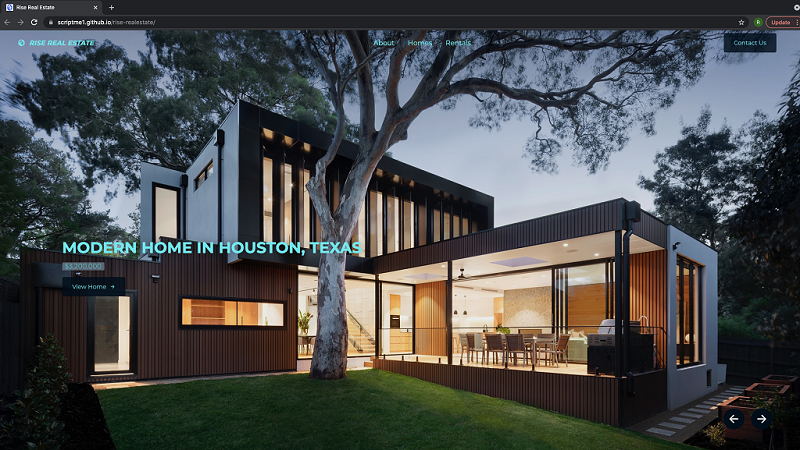 Rise Real Estate
scriptme1.github.io/rise-realestate/
R
Update
RISE REAL ESTATE
About
Homes
Rentals
Contact Us
MODERN HOME IN HOUSTON, TEXAS
$3,200,000
View Home